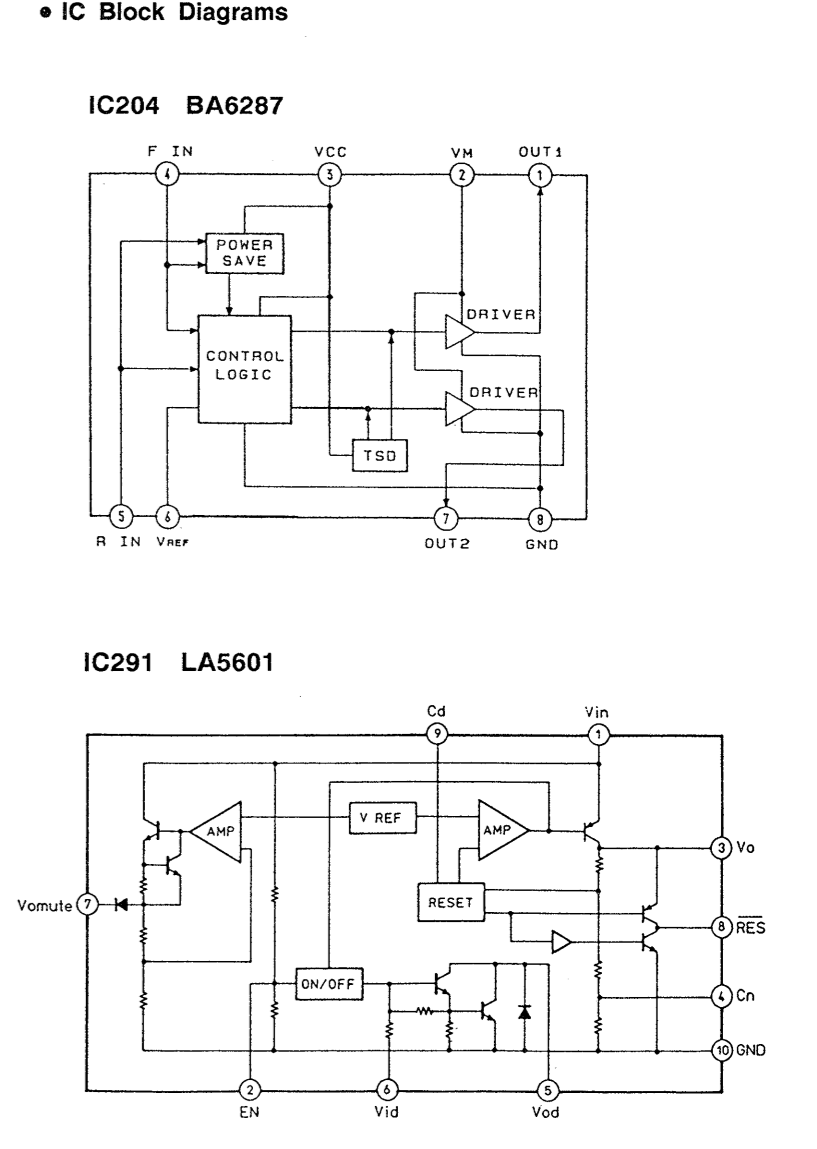 • IC Block Diagrams
IC204 BA6287
F IN VCC VM OUT1
4 3 2 1
POWER
SAVE
DRIVER
CONTROL
LOGIC
DRIVER
TSD
5 6 7 8
R IN VREF OUT2 GND
IC291 LA5601
Cd Vin
9 1
AMP V REF AMP
3 Vo
RESET
Vomute 7
8 RES
ON/OFF
4 Cn
10 GND
2 6 5
EN Vid Vod